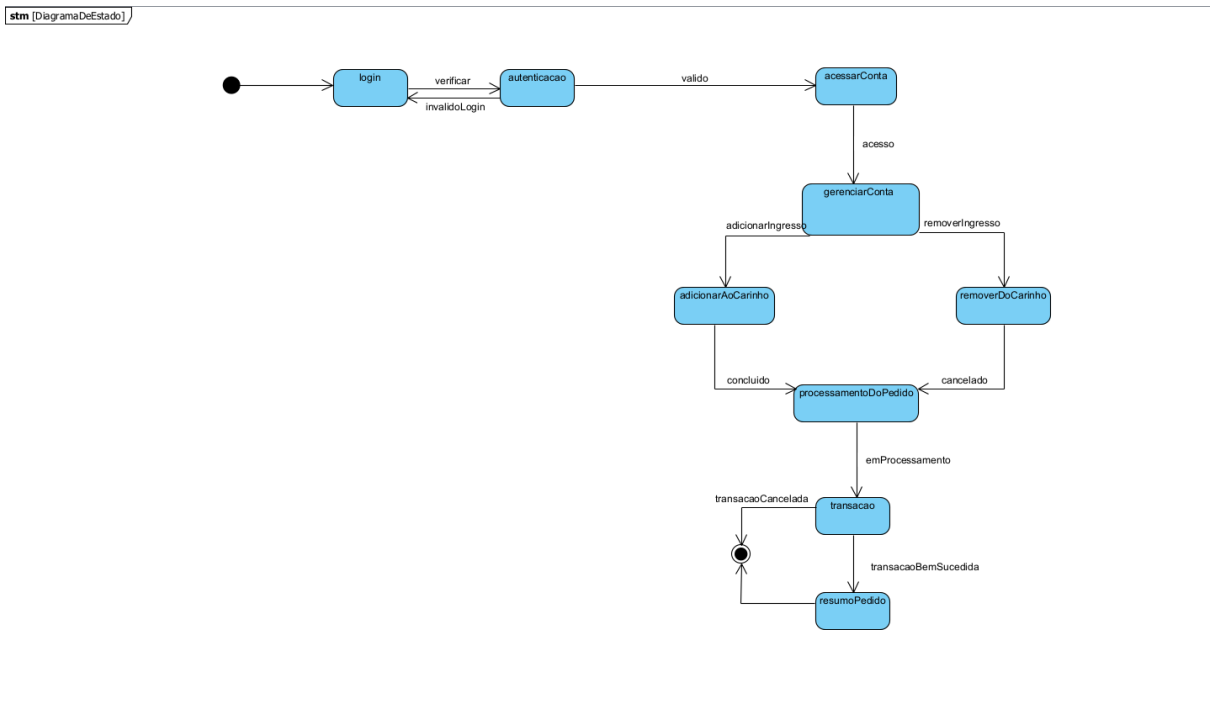 stm [DiagramaDeEstado]
login
verificar
autenticacao
invalidoLogin
valido
acessarConta
acesso
gerenciarConta
adicionarIngresso
removerIngresso
adicionarAoCarinho
removerDoCarinho
concluido
cancelado
processamentoDoPedido
emProcessamento
transacaoCancelada
transacao
transacaoBemSucedida
resumoPedido